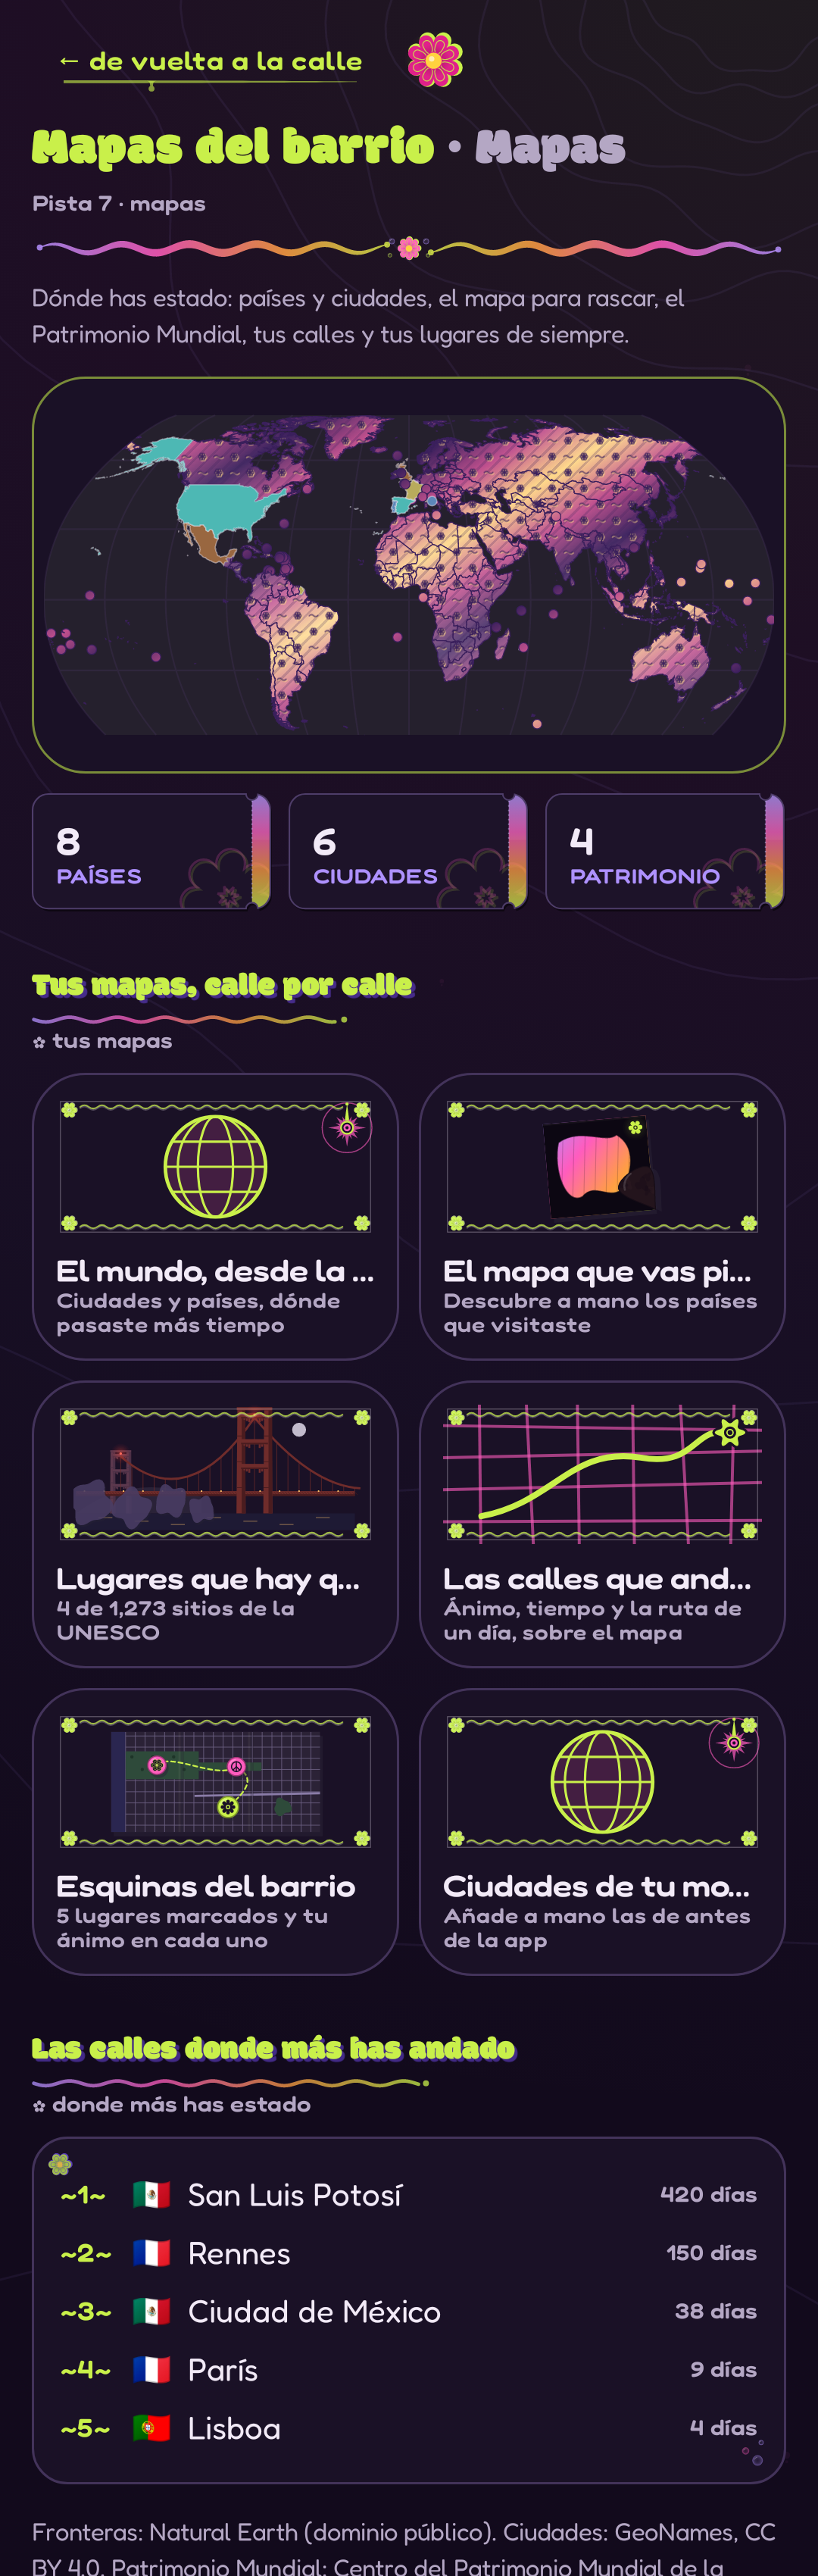 ← de vuelta a la calle
Mapas del barrio · Mapas
Pista 7 · mapas
Dónde has estado: países y ciudades, el mapa para rascar, el
Patrimonio Mundial, tus calles y tus lugares de siempre.
8
PAÍSES
6
CIUDADES
4
PATRIMONIO
Tus mapas, calle por calle
✿ tus mapas
El mundo, desde la ...
Ciudades y países, dónde
pasaste más tiempo
El mapa que vas pi...
Descubre a mano los países
que visitaste
Lugares que hay q...
4 de 1,273 sitios de la
UNESCO
Las calles que and...
Ánimo, tiempo y la ruta de
un día, sobre el mapa
Esquinas del barrio
5 lugares marcados y tu
ánimo en cada uno
Ciudades de tu mo...
Añade a mano las de antes
de la app
Las calles donde más has andado
✿ donde más has estado
~1~ San Luis Potosí 420 días
~2~ Rennes 150 días
~3~ Ciudad de México 38 días
~4~ París 9 días
~5~ Lisboa 4 días
Fronteras: Natural Earth (dominio público). Ciudades: GeoNames, CC
BY 4.0. Patrimonio Mundial: Centro del Patrimonio Mundial de la